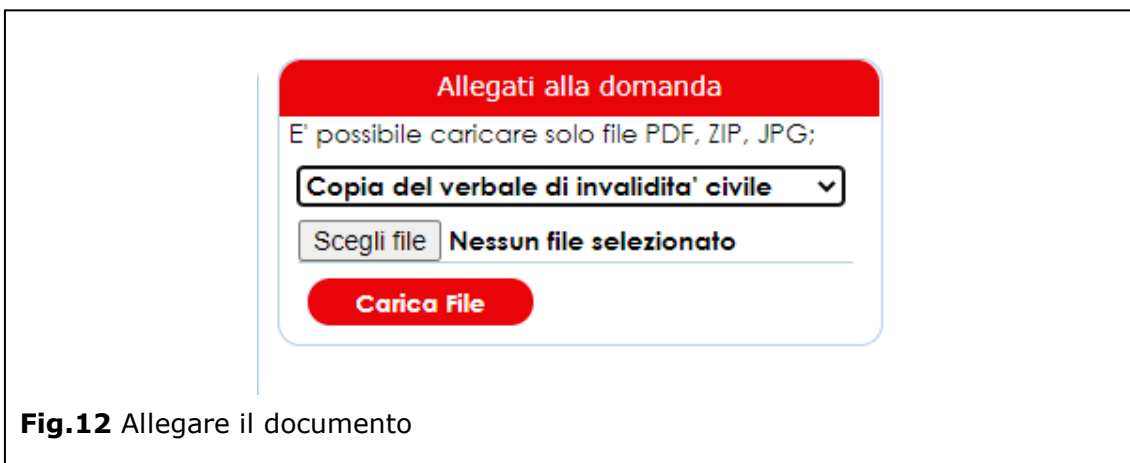 Allegati alla domanda
E' possibile caricare solo file PDF, ZIP, JPG;
Copia del verbale di invalidita' civile
Scegli file Nessun file selezionato
Carica File
Fig.12 Allegare il documento